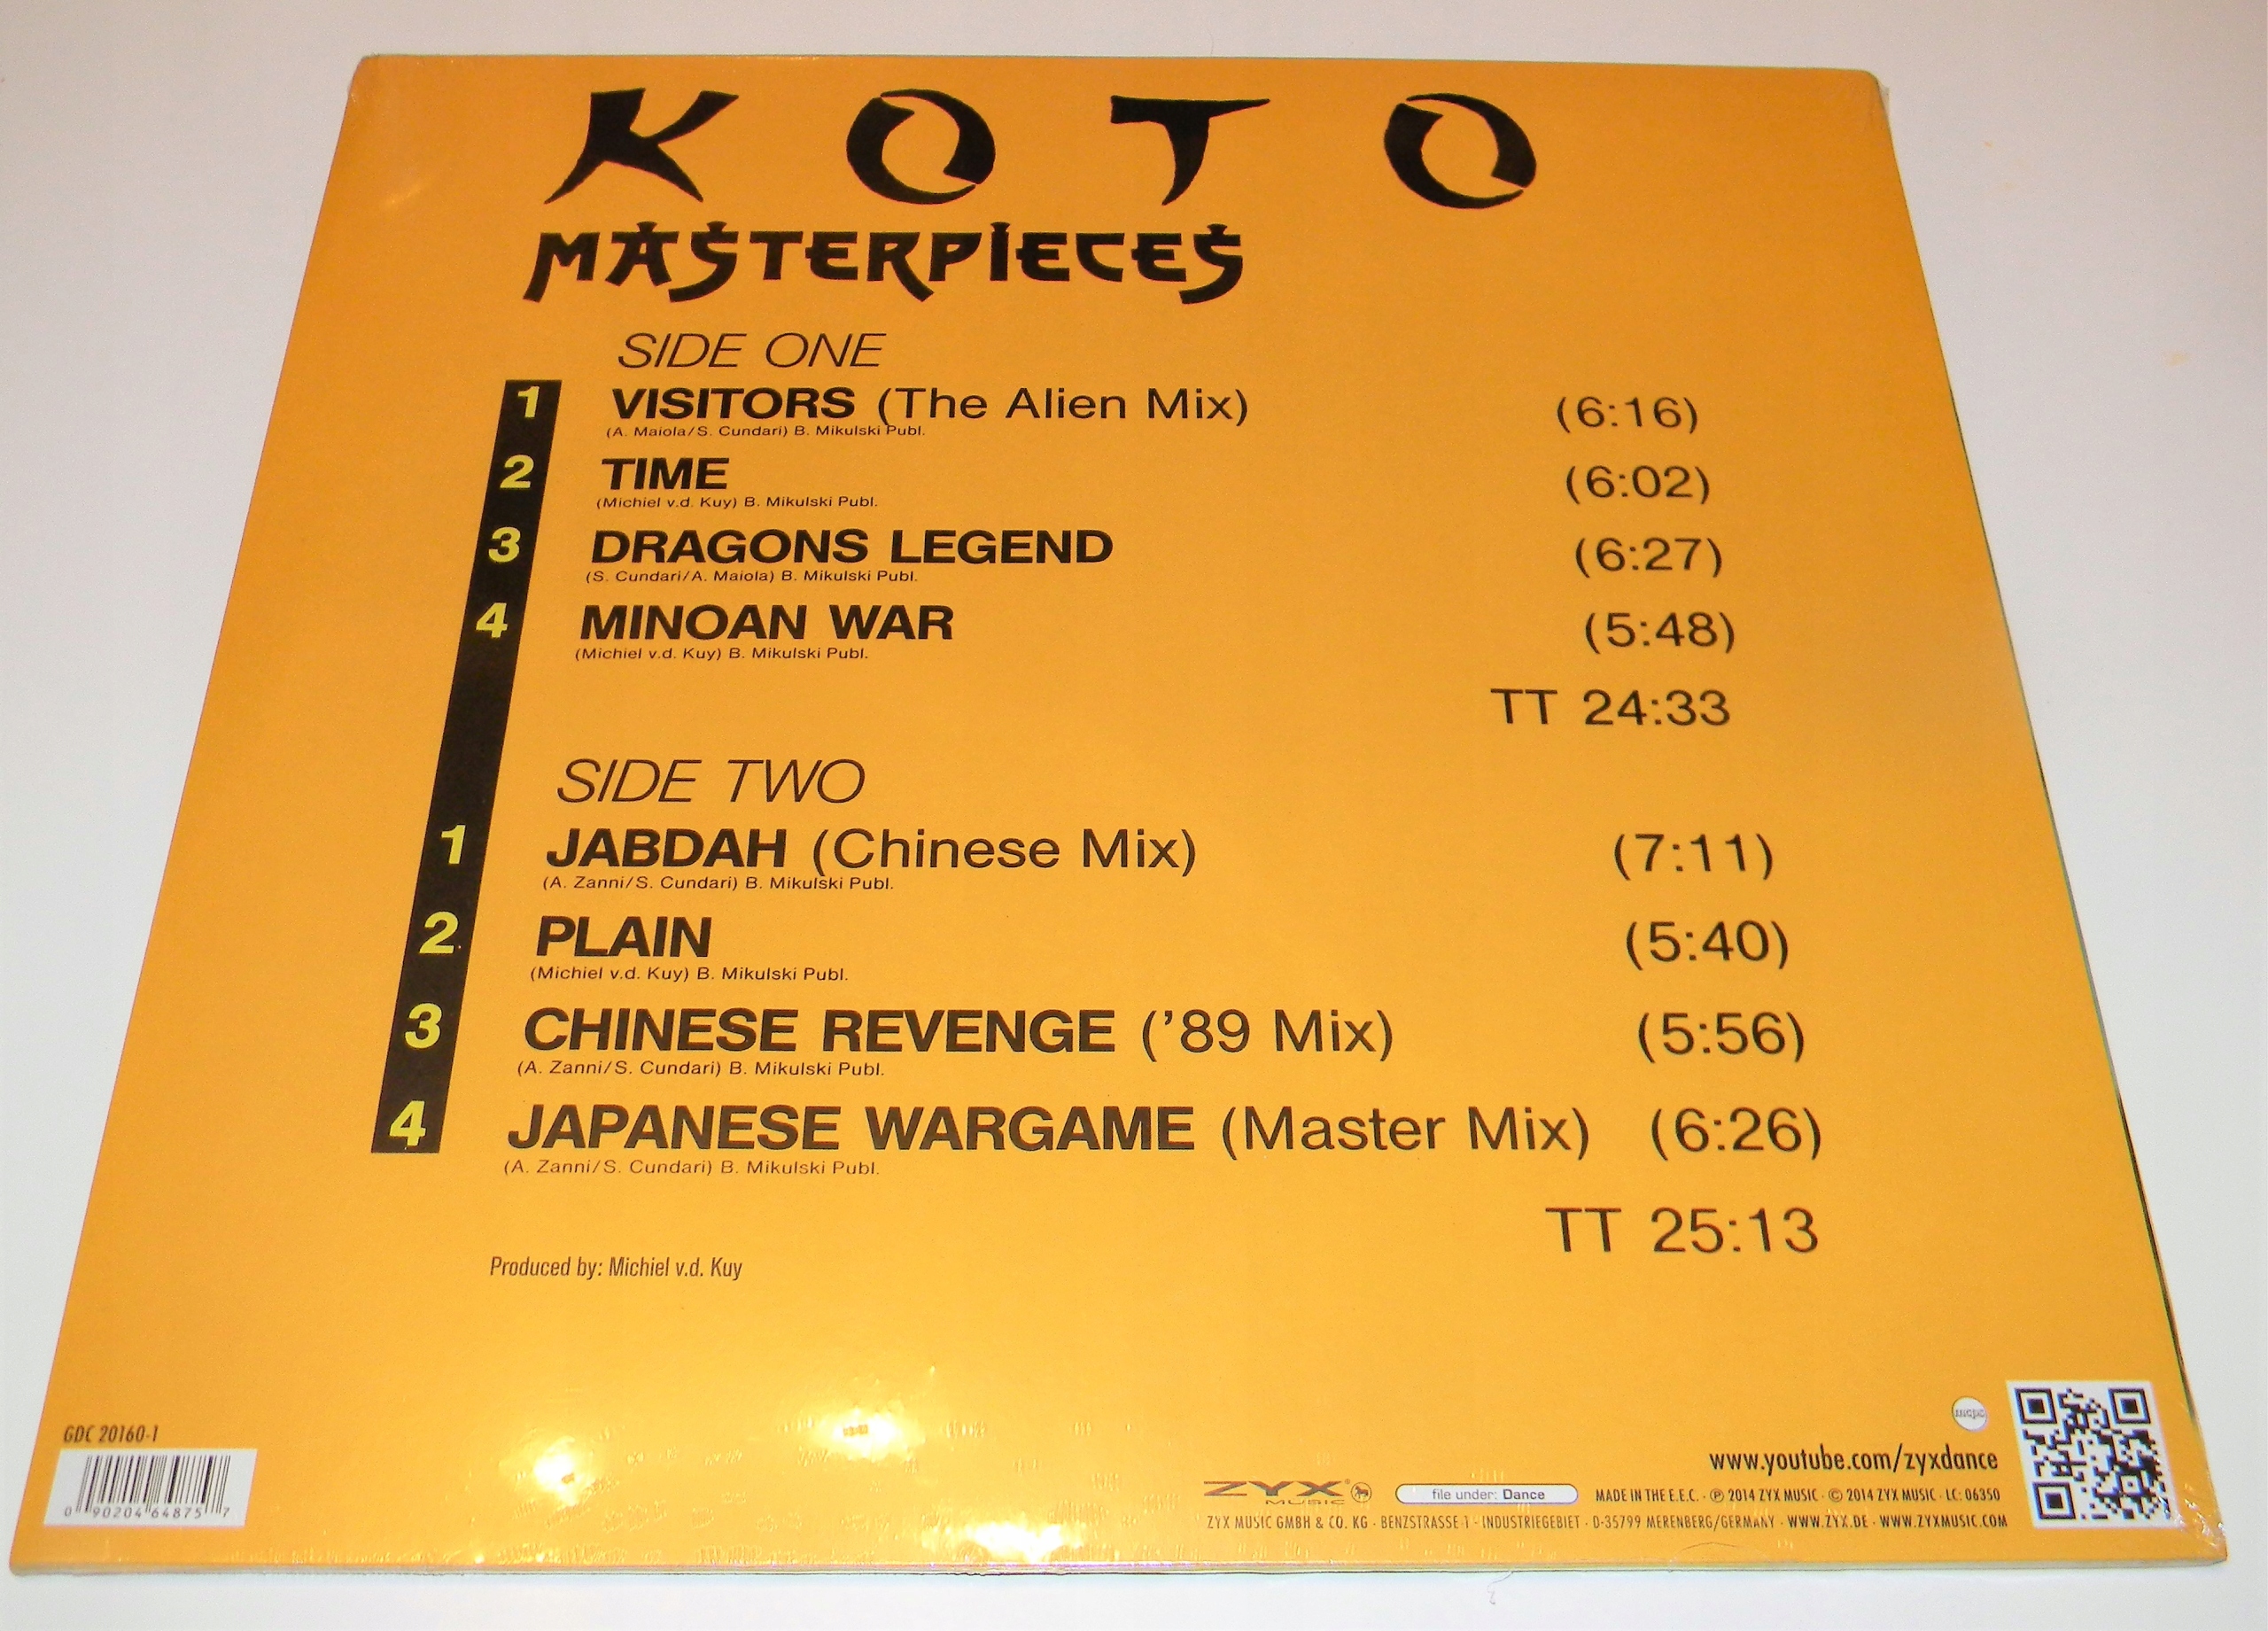 KOTO
MASTERPIECES
SIDE ONE
1 VISITORS (The Alien Mix) (6:16)
(A. Maiola/S. Cundari) B. Mikulski Publ.
2 TIME (6:02)
(Michiel v.d. Kuy) B. Mikulski Publ.
3 DRAGONS LEGEND (6:27)
(S. Cundari/A. Maiola) B. Mikulski Publ.
4 MINOAN WAR (5:48)
(Michiel v.d. Kuy) B. Mikulski Publ.
TT 24:33
SIDE TWO
1 JABDAH (Chinese Mix) (7:11)
(A. Zanni/S. Cundari) B. Mikulski Publ.
2 PLAIN (5:40)
(Michiel v.d. Kuy) B. Mikulski Publ.
3 CHINESE REVENGE ('89 Mix) (5:56)
(A. Zanni/S. Cundari) B. Mikulski Publ.
4 JAPANESE WARGAME (Master Mix) (6:26)
(A. Zanni/S. Cundari) B. Mikulski Publ.
TT 25:13
Produced by: Michiel v.d. Kuy
GDC 20160-1
0 90204 64875 7
mcps
www.youtube.com/zyxdance
ZYX MUSIC file under: Dance MADE IN THE E.E.C. · ℗ 2014 ZYX MUSIC · © 2014 ZYX MUSIC · LC: 06350
ZYX MUSIC GMBH & CO. KG · BENZSTRASSE 1 · INDUSTRIEGEBIET · D-35799 MERENBERG/GERMANY · WWW.ZYX.DE · WWW.ZYXMUSIC.COM